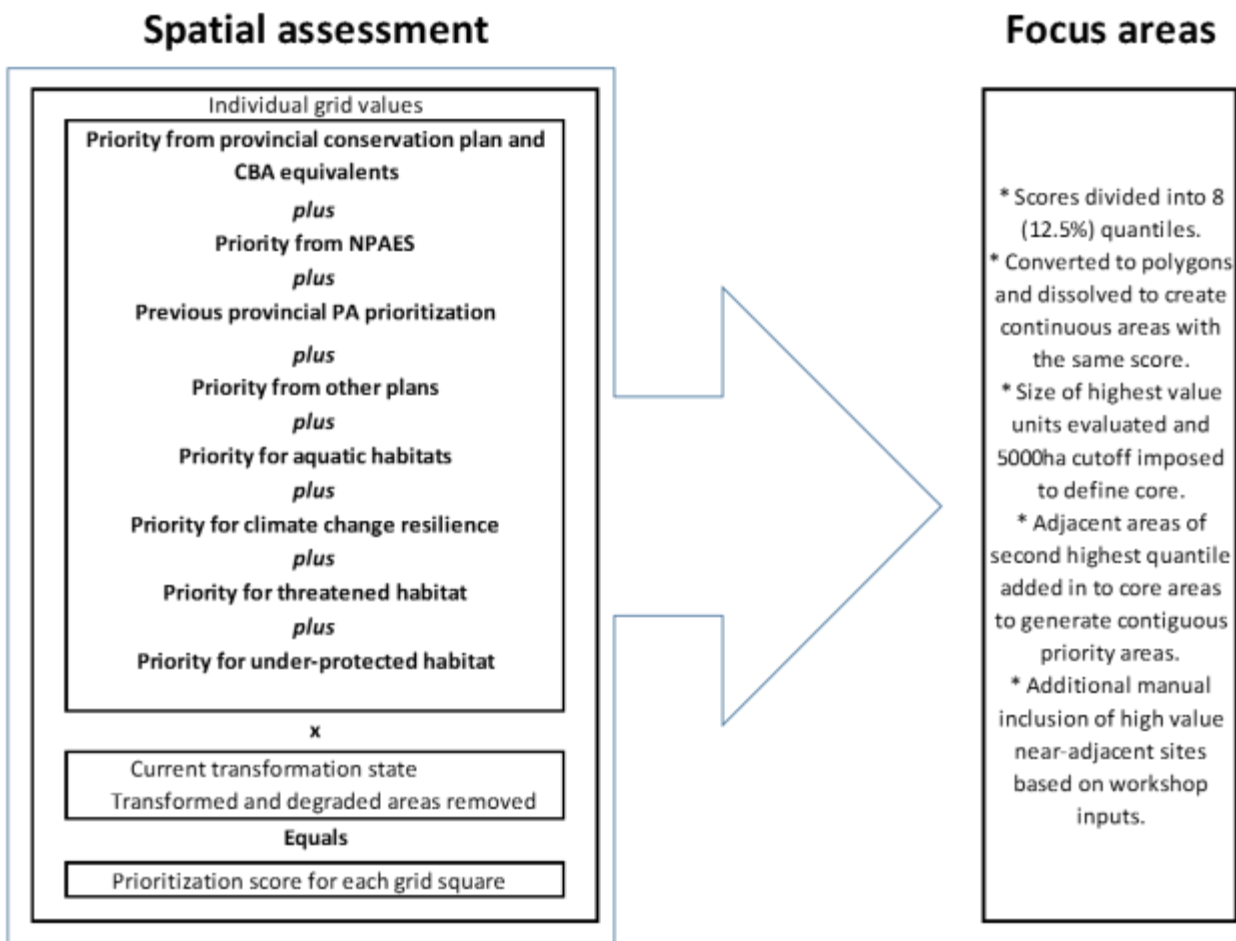 Spatial assessment
Individual grid values
Priority from provincial conservation plan and
CBA equivalents
plus
Priority from NPAES
plus
Previous provincial PA prioritization
plus
Priority from other plans
plus
Priority for aquatic habitats
plus
Priority for climate change resilience
plus
Priority for threatened habitat
plus
Priority for under-protected habitat
x
Current transformation state
Transformed and degraded areas removed
Equals
Prioritization score for each grid square
Focus areas
* Scores divided into 8
(12.5%) quantiles.
* Converted to polygons
and dissolved to create
continuous areas with
the same score.
* Size of highest value
units evaluated and
5000ha cutoff imposed
to define core.
* Adjacent areas of
second highest quantile
added in to core areas
to generate contiguous
priority areas.
* Additional manual
inclusion of high value
near-adjacent sites
based on workshop
inputs.